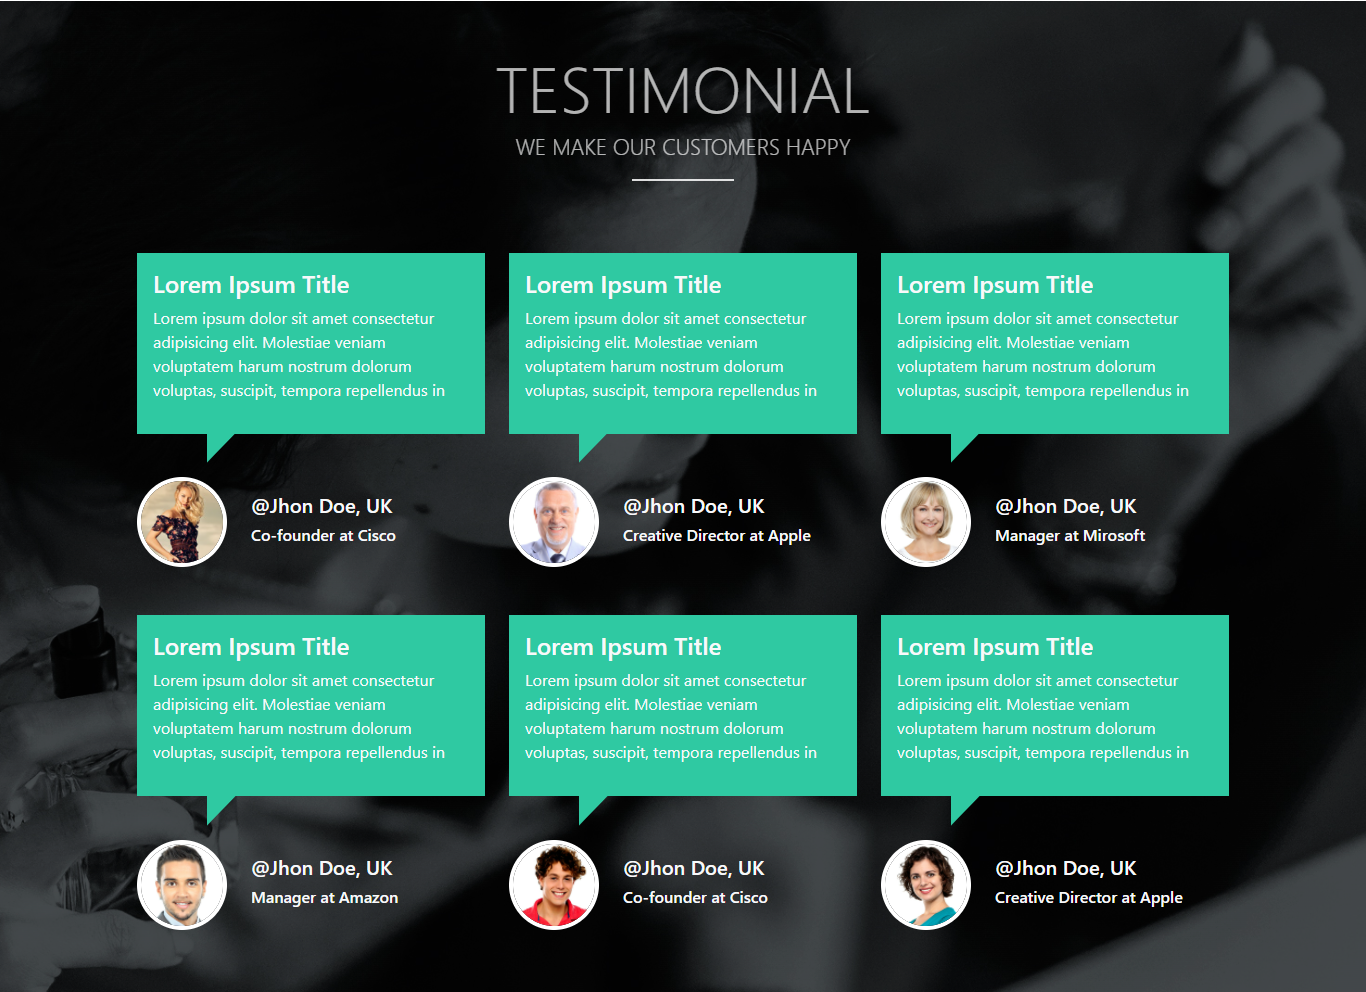 TESTIMONIAL
WE MAKE OUR CUSTOMERS HAPPY
Lorem Ipsum Title
Lorem ipsum dolor sit amet consectetur
adipisicing elit. Molestiae veniam
voluptatem harum nostrum dolorum
voluptas, suscipit, tempora repellendus in
@Jhon Doe, UK
Co-founder at Cisco
Lorem Ipsum Title
Lorem ipsum dolor sit amet consectetur
adipisicing elit. Molestiae veniam
voluptatem harum nostrum dolorum
voluptas, suscipit, tempora repellendus in
@Jhon Doe, UK
Creative Director at Apple
Lorem Ipsum Title
Lorem ipsum dolor sit amet consectetur
adipisicing elit. Molestiae veniam
voluptatem harum nostrum dolorum
voluptas, suscipit, tempora repellendus in
@Jhon Doe, UK
Manager at Mirosoft
Lorem Ipsum Title
Lorem ipsum dolor sit amet consectetur
adipisicing elit. Molestiae veniam
voluptatem harum nostrum dolorum
voluptas, suscipit, tempora repellendus in
@Jhon Doe, UK
Manager at Amazon
Lorem Ipsum Title
Lorem ipsum dolor sit amet consectetur
adipisicing elit. Molestiae veniam
voluptatem harum nostrum dolorum
voluptas, suscipit, tempora repellendus in
@Jhon Doe, UK
Co-founder at Cisco
Lorem Ipsum Title
Lorem ipsum dolor sit amet consectetur
adipisicing elit. Molestiae veniam
voluptatem harum nostrum dolorum
voluptas, suscipit, tempora repellendus in
@Jhon Doe, UK
Creative Director at Apple